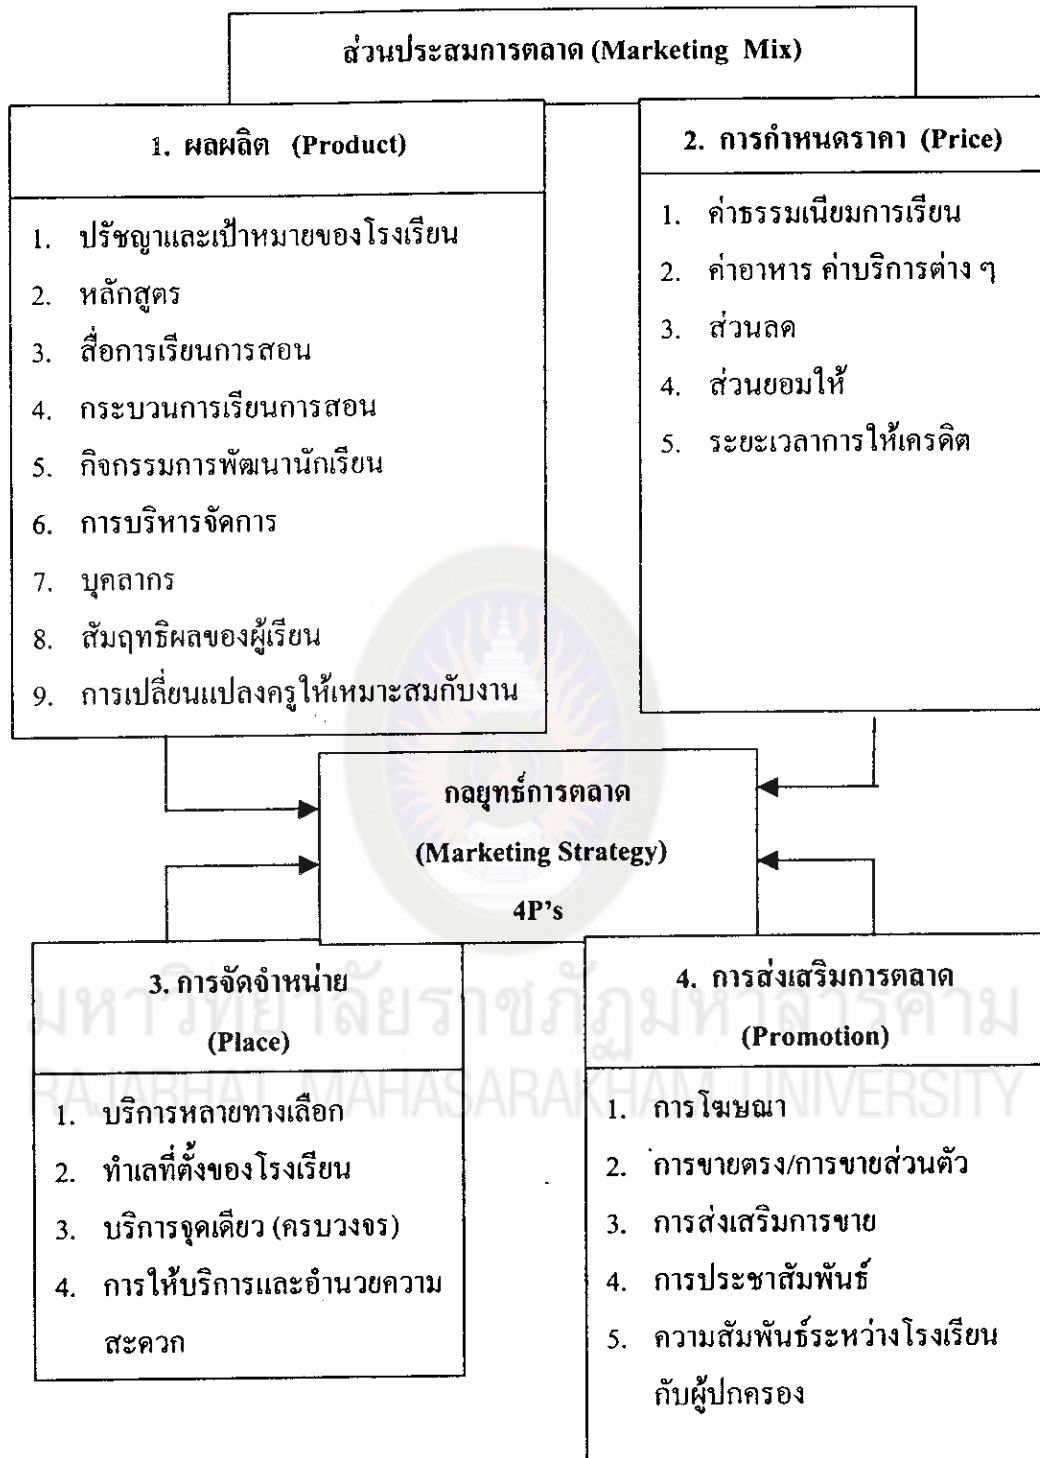 ส่วนประสมการตลาด (Marketing Mix)
1. ผลผลิต (Product)
1. ปรัชญาและเป้าหมายของโรงเรียน
2. หลักสูตร
3. สื่อการเรียนการสอน
4. กระบวนการเรียนการสอน
5. กิจกรรมการพัฒนานักเรียน
6. การบริหารจัดการ
7. บุคลากร
8. สัมฤทธิผลของผู้เรียน
9. การเปลี่ยนแปลงครูให้เหมาะสมกับงาน
2. การกำหนดราคา (Price)
1. ค่าธรรมเนียมการเรียน
2. ค่าอาหาร ค่าบริการต่าง ๆ
3. ส่วนลด
4. ส่วนยอมให้
5. ระยะเวลาการให้เครดิต
กลยุทธ์การตลาด
(Marketing Strategy)
4P's
3. การจัดจำหน่าย
(Place)
1. บริการหลายทางเลือก
2. ทำเลที่ตั้งของโรงเรียน
3. บริการจุดเดียว (ครบวงจร)
4. การให้บริการและอำนวยความ
สะดวก
4. การส่งเสริมการตลาด
(Promotion)
1. การโฆษณา
2. การขายตรง/การขายส่วนตัว
3. การส่งเสริมการขาย
4. การประชาสัมพันธ์
5. ความสัมพันธ์ระหว่างโรงเรียน
กับผู้ปกครอง
มหาวิทยาลัยราชภัฏมหาสารคาม
RAJABHAT MAHASARAKHAM UNIVERSITY